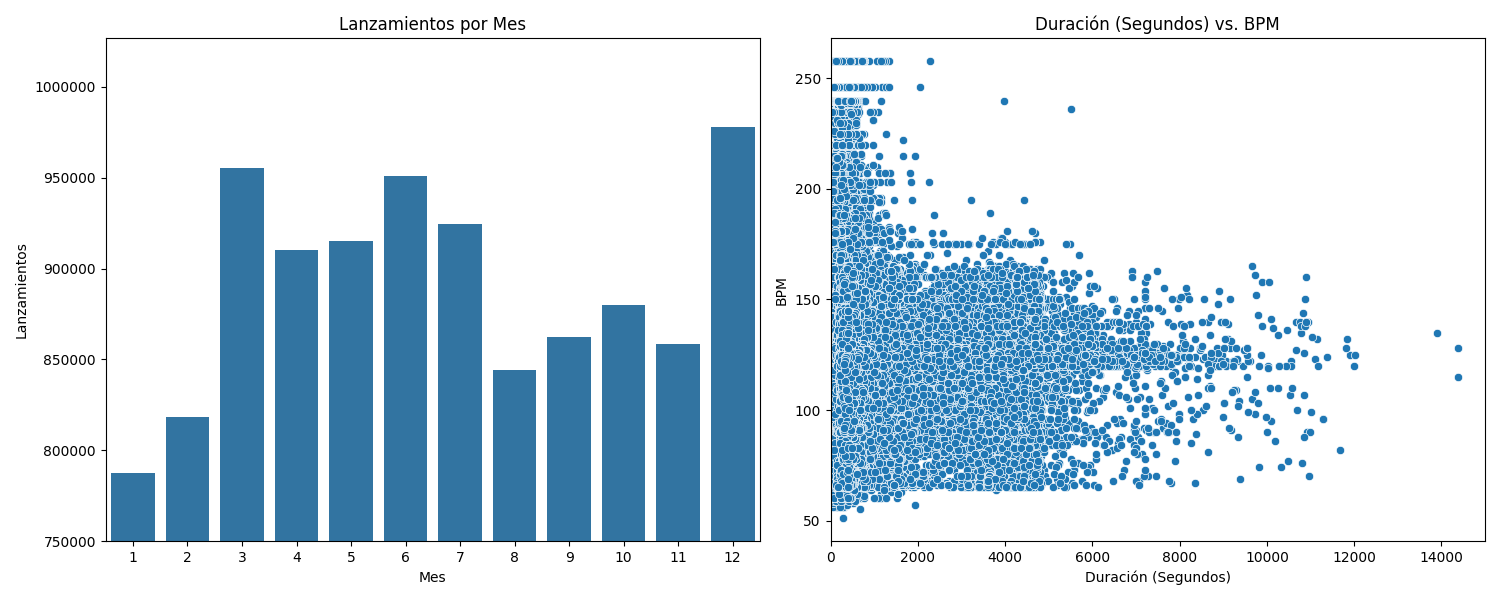 Lanzamientos por Mes
1000000
950000
900000
850000
800000
750000
Lanzamientos
1 2 3 4 5 6 7 8 9 10 11 12
Mes
Duración (Segundos) vs. BPM
250
200
150
100
50
BPM
0 2000 4000 6000 8000 10000 12000 14000
Duración (Segundos)